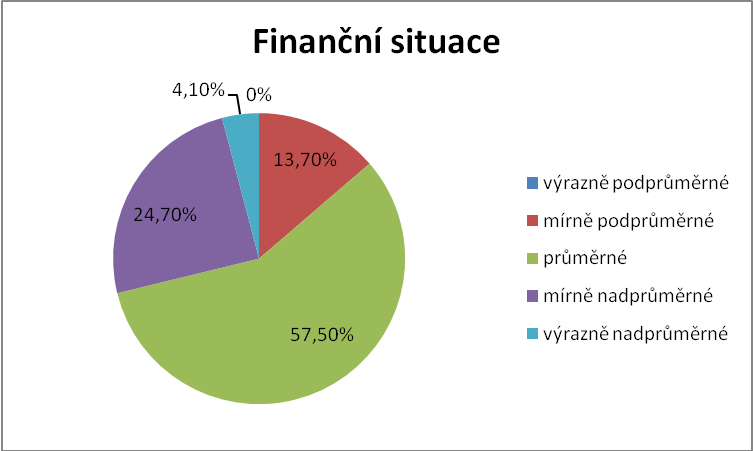 Finanční situace
4,10%
0%
13,70%
24,70%
57,50%
výrazně podprůměrné
mírně podprůměrné
průměrné
mírně nadprůměrné
výrazně nadprůměrné